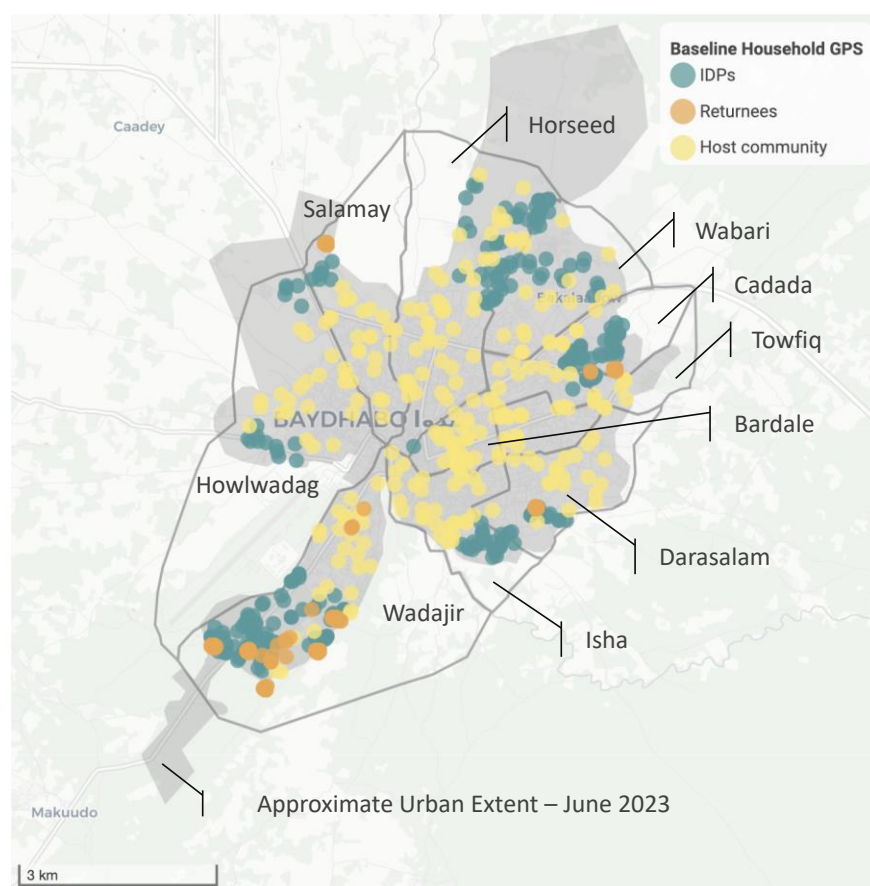 Baseline Household GPS
IDPs
Returnees
Host community
Horseed
Caadey
Salamay
Wabari
Cadada
Towfiq
BAYDHABO
Bardale
Howlwadag
Darasalam
Wadajir
Isha
Approximate Urban Extent – June 2023
Makuudo
3 km